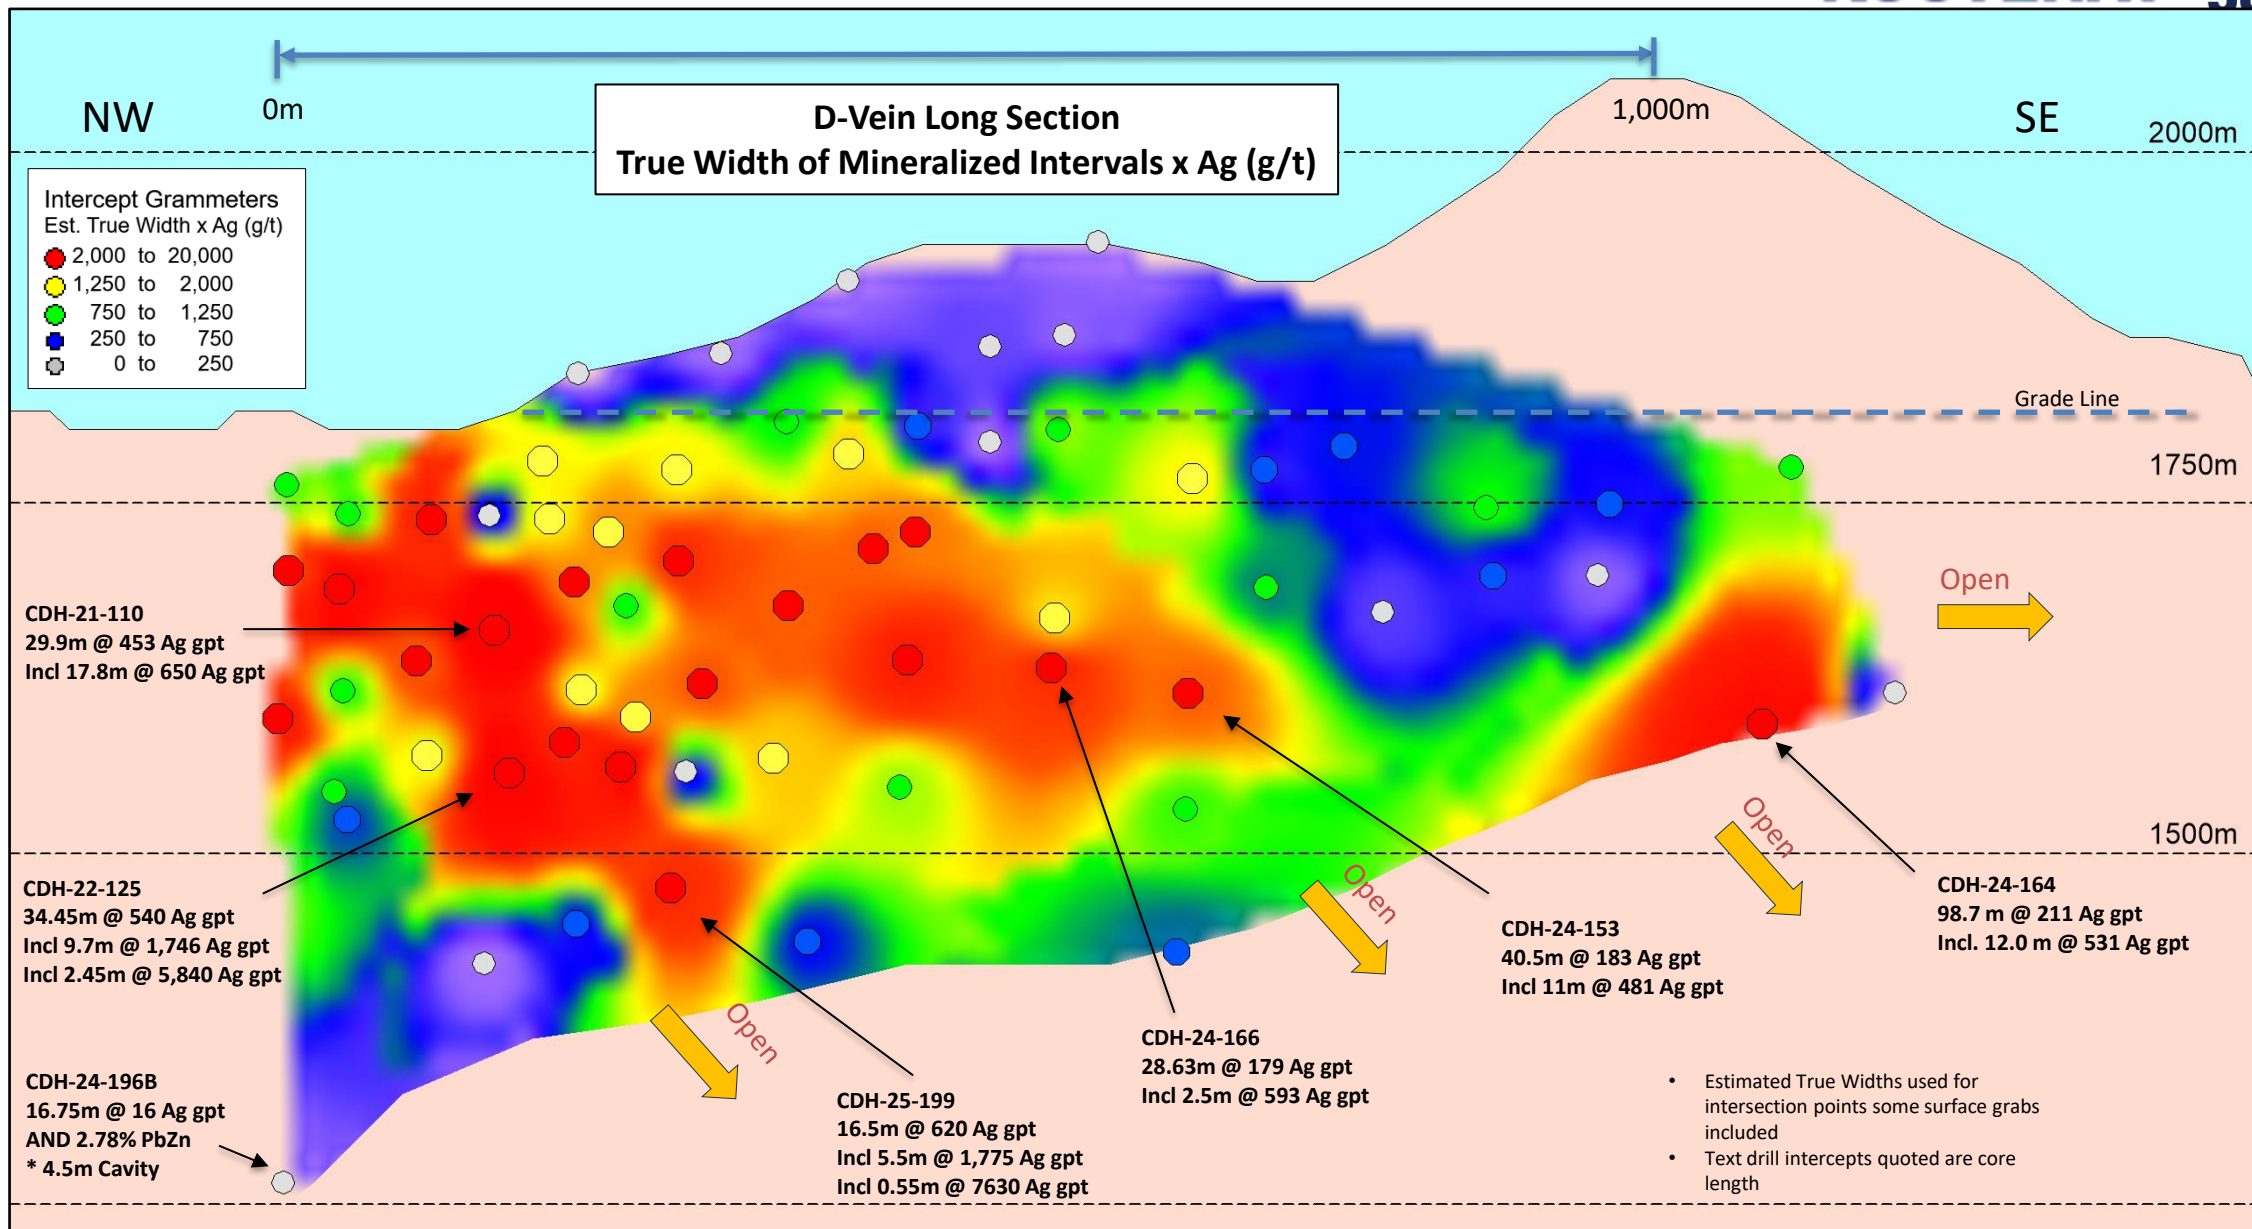 NW
0m
D-Vein Long Section
True Width of Mineralized Intervals x Ag (g/t)
1,000m
SE
2000m
Intercept Grammeters
Est. True Width x Ag (g/t)
2,000 to 20,000
1,250 to 2,000
750 to 1,250
250 to 750
0 to 250
Grade Line
1750m
Open
CDH-21-110
29.9m @ 453 Ag gpt
Incl 17.8m @ 650 Ag gpt
1500m
Open
Open
Open
CDH-22-125
34.45m @ 540 Ag gpt
Incl 9.7m @ 1,746 Ag gpt
Incl 2.45m @ 5,840 Ag gpt
CDH-24-164
98.7 m @ 211 Ag gpt
Incl. 12.0 m @ 531 Ag gpt
CDH-24-153
40.5m @ 183 Ag gpt
Incl 11m @ 481 Ag gpt
CDH-24-166
28.63m @ 179 Ag gpt
Incl 2.5m @ 593 Ag gpt
CDH-24-196B
16.75m @ 16 Ag gpt
AND 2.78% PbZn
* 4.5m Cavity
CDH-25-199
16.5m @ 620 Ag gpt
Incl 5.5m @ 1,775 Ag gpt
Incl 0.55m @ 7630 Ag gpt
• Estimated True Widths used for
intersection points some surface grabs
included
• Text drill intercepts quoted are core
length